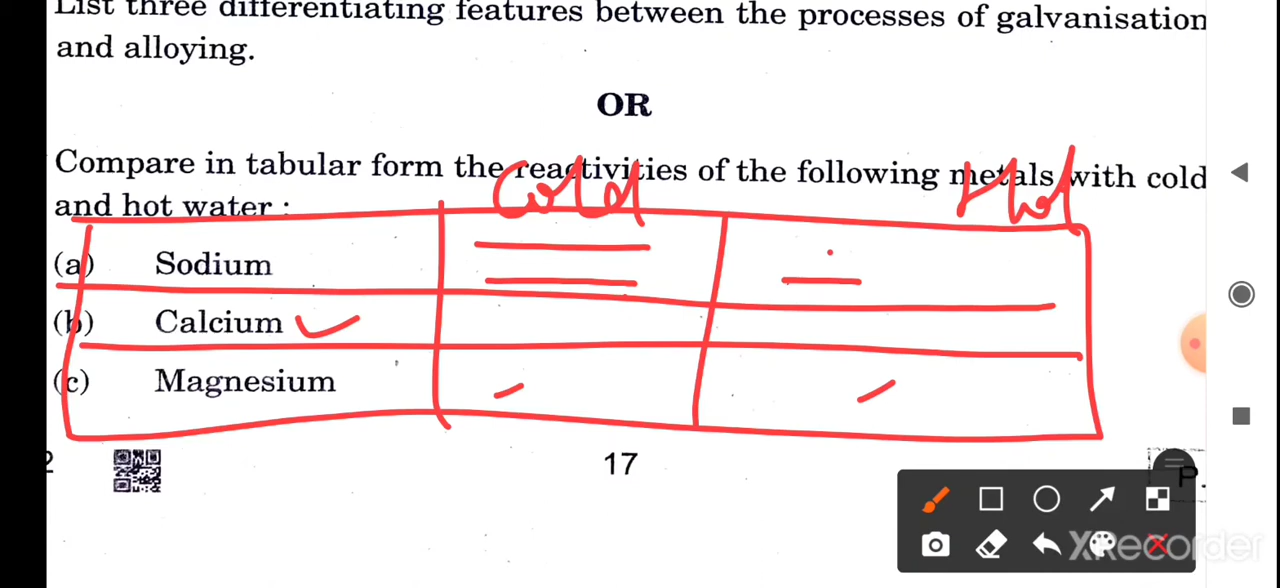 List three differentiating features between the processes of galvanisation
and alloying.
OR
Compare in tabular form the reactivities of the following metals with cold
and hot water :
Cold
Hot
(a) Sodium
(b) Calcium
(c) Magnesium
2
17
P.
XRecorder